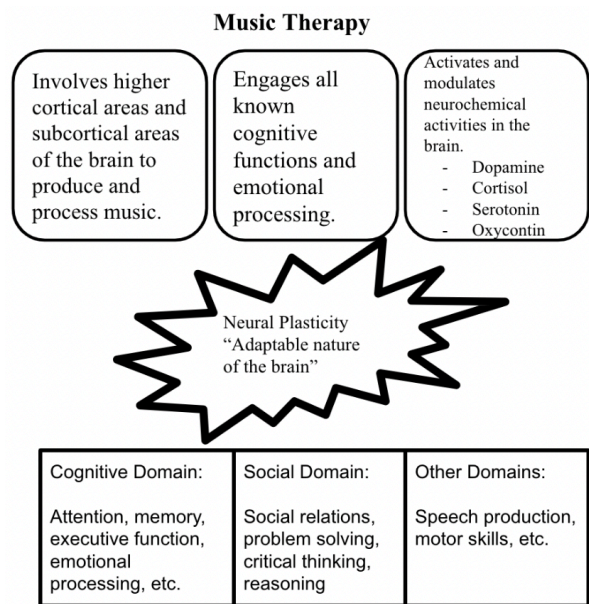 Music Therapy
Involves higher
cortical areas and
subcortical areas
of the brain to
produce and
process music.
Engages all
known
cognitive
functions and
emotional
processing.
Activates and
modulates
neurochemical
activities in the
brain.
- Dopamine
- Cortisol
- Serotonin
- Oxycontin
Neural Plasticity
“Adaptable nature
of the brain”
Cognitive Domain:
Attention, memory,
executive function,
emotional
processing, etc.
Social Domain:
Social relations,
problem solving,
critical thinking,
reasoning
Other Domains:
Speech production,
motor skills, etc.